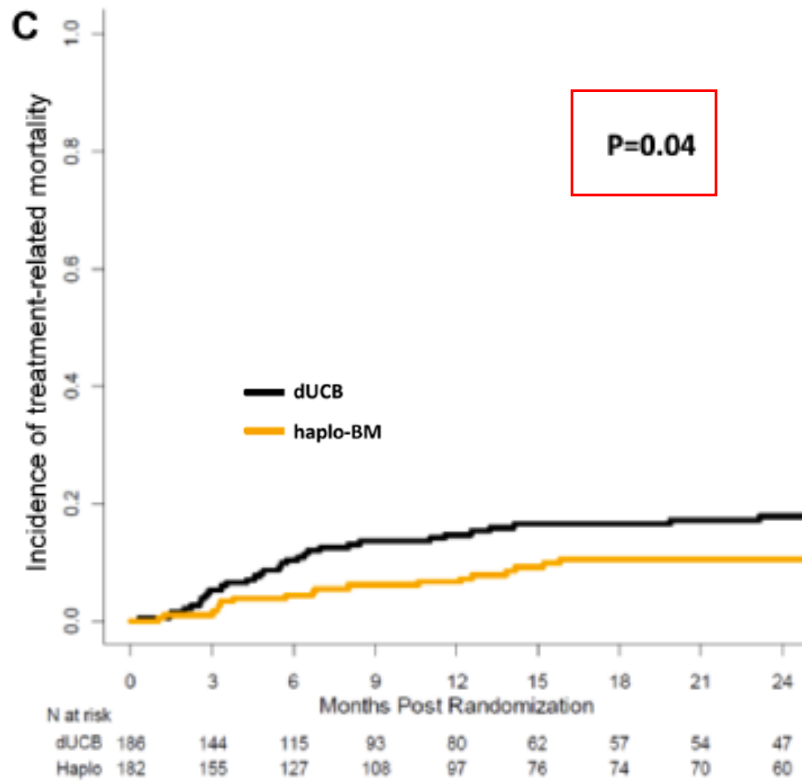 C
Incidence of treatment-related mortality
1.0
0.8
0.6
0.4
0.2
0.0
P=0.04
dUCB
haplo-BM
0 3 6 9 12 15 18 21 24
Months Post Randomization
N at risk
dUCB 186 144 115 93 80 62 57 54 47
Haplo 182 155 127 108 97 76 74 70 60